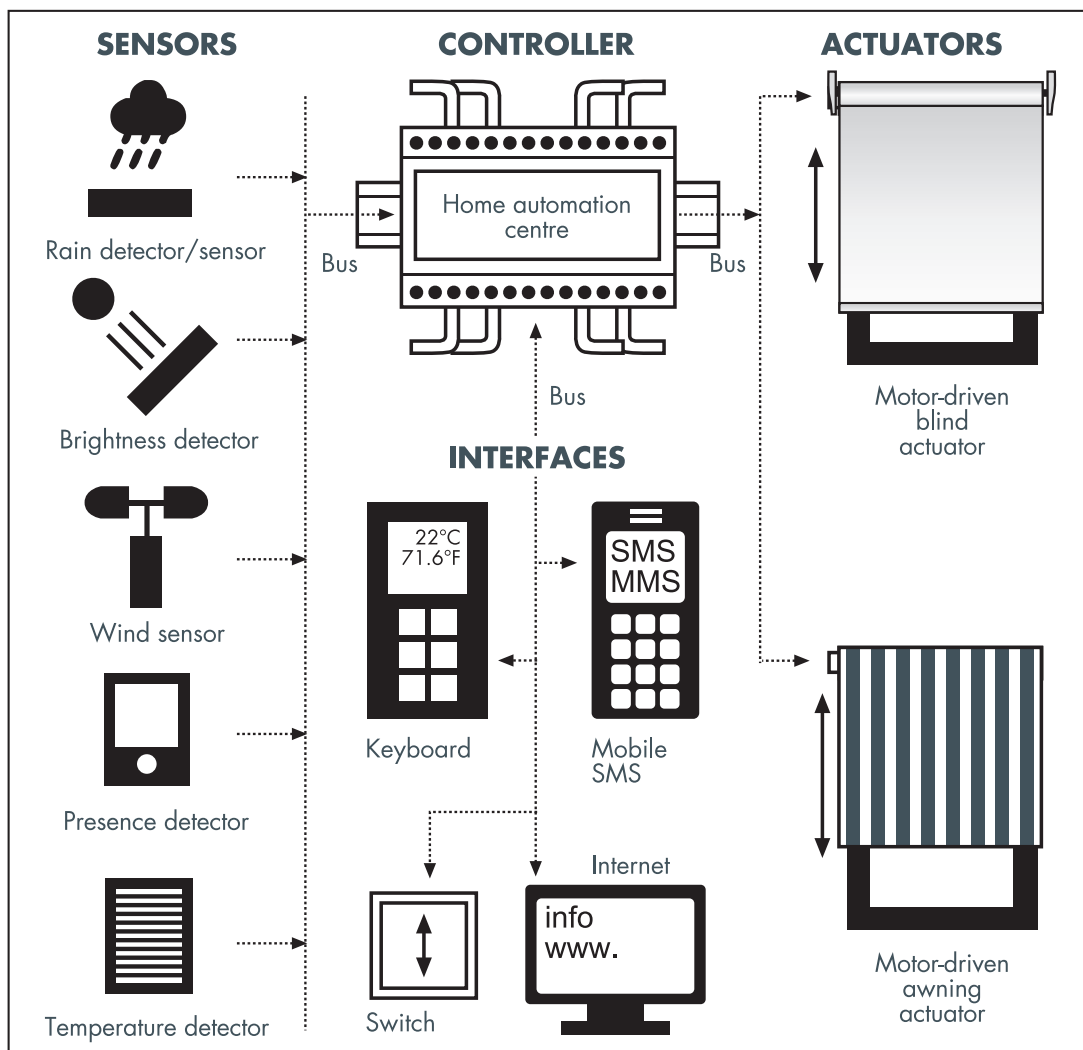 SENSORS
Rain detector/sensor
Brightness detector
Wind sensor
Presence detector
Temperature detector
CONTROLLER
Home automation
centre
Bus
Bus
Bus
INTERFACES
22°C
71.6°F
Keyboard
SMS
MMS
Mobile
SMS
Switch
Internet
info
www.
ACTUATORS
Motor-driven
blind
actuator
Motor-driven
awning
actuator